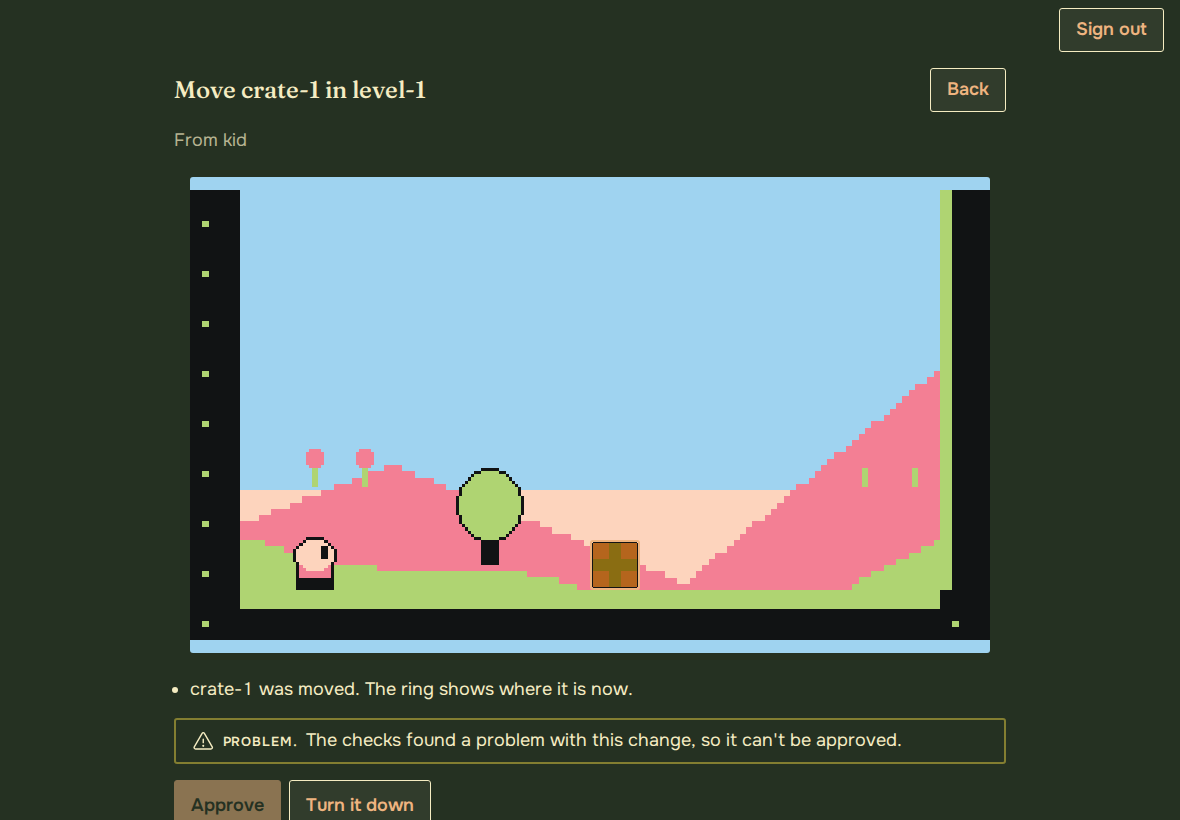 Sign out
Move crate-1 in level-1
Back
From kid
crate-1 was moved. The ring shows where it is now.
PROBLEM. The checks found a problem with this change, so it can't be approved.
Approve
Turn it down